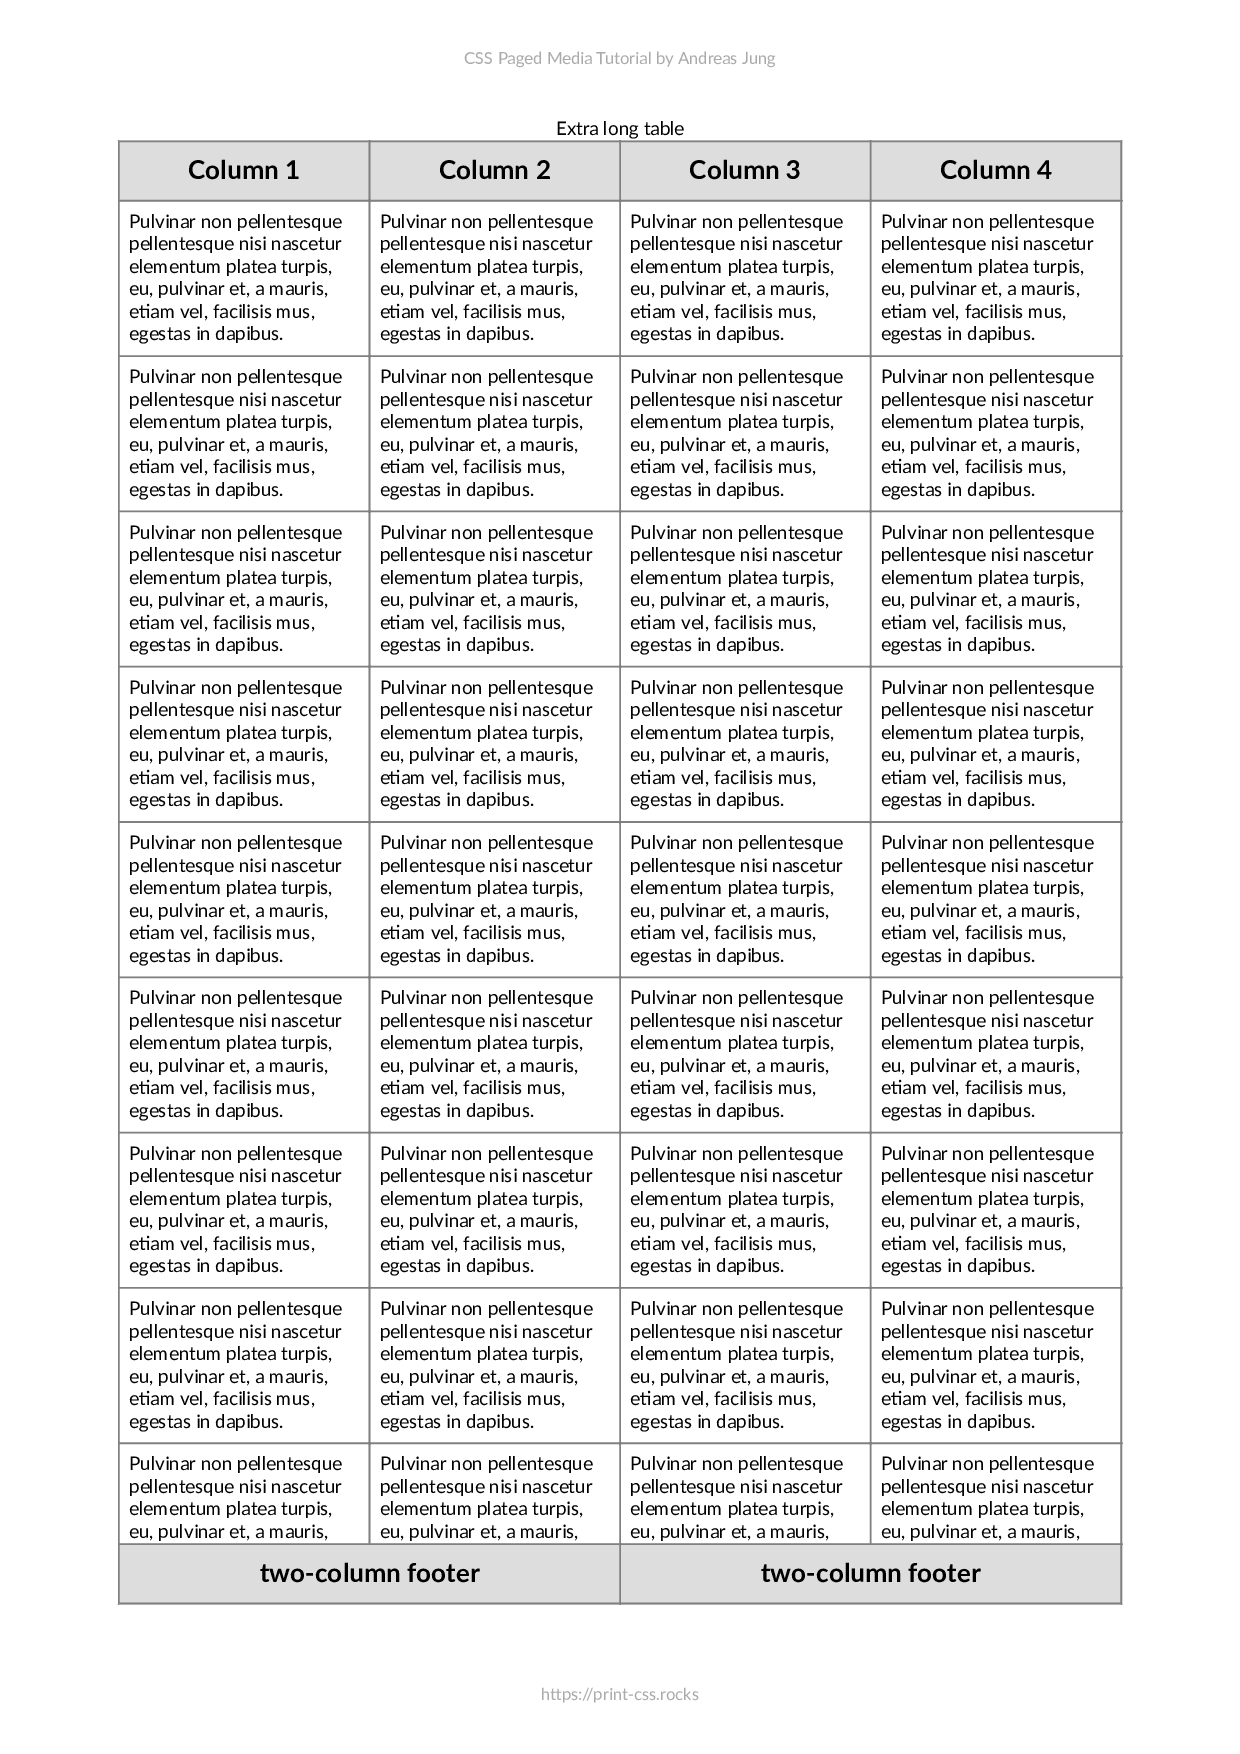 CSS Paged Media Tutorial by Andreas Jung
Extra long table
Column 1 Column 2 Column 3 Column 4
Pulvinar non pellentesque Pulvinar non pellentesque Pulvinar non pellentesque Pulvinar non pellentesque
pellentesque nisi nascetur pellentesque nisi nascetur pellentesque nisi nascetur pellentesque nisi nascetur
elementum platea turpis, elementum platea turpis, elementum platea turpis, elementum platea turpis,
eu, pulvinar et, a mauris, eu, pulvinar et, a mauris, eu, pulvinar et, a mauris, eu, pulvinar et, a mauris,
etiam vel, facilisis mus, etiam vel, facilisis mus, etiam vel, facilisis mus, etiam vel, facilisis mus,
egestas in dapibus. egestas in dapibus. egestas in dapibus. egestas in dapibus.
Pulvinar non pellentesque Pulvinar non pellentesque Pulvinar non pellentesque Pulvinar non pellentesque
pellentesque nisi nascetur pellentesque nisi nascetur pellentesque nisi nascetur pellentesque nisi nascetur
elementum platea turpis, elementum platea turpis, elementum platea turpis, elementum platea turpis,
eu, pulvinar et, a mauris, eu, pulvinar et, a mauris, eu, pulvinar et, a mauris, eu, pulvinar et, a mauris,
etiam vel, facilisis mus, etiam vel, facilisis mus, etiam vel, facilisis mus, etiam vel, facilisis mus,
egestas in dapibus. egestas in dapibus. egestas in dapibus. egestas in dapibus.
Pulvinar non pellentesque Pulvinar non pellentesque Pulvinar non pellentesque Pulvinar non pellentesque
pellentesque nisi nascetur pellentesque nisi nascetur pellentesque nisi nascetur pellentesque nisi nascetur
elementum platea turpis, elementum platea turpis, elementum platea turpis, elementum platea turpis,
eu, pulvinar et, a mauris, eu, pulvinar et, a mauris, eu, pulvinar et, a mauris, eu, pulvinar et, a mauris,
etiam vel, facilisis mus, etiam vel, facilisis mus, etiam vel, facilisis mus, etiam vel, facilisis mus,
egestas in dapibus. egestas in dapibus. egestas in dapibus. egestas in dapibus.
Pulvinar non pellentesque Pulvinar non pellentesque Pulvinar non pellentesque Pulvinar non pellentesque
pellentesque nisi nascetur pellentesque nisi nascetur pellentesque nisi nascetur pellentesque nisi nascetur
elementum platea turpis, elementum platea turpis, elementum platea turpis, elementum platea turpis,
eu, pulvinar et, a mauris, eu, pulvinar et, a mauris, eu, pulvinar et, a mauris, eu, pulvinar et, a mauris,
etiam vel, facilisis mus, etiam vel, facilisis mus, etiam vel, facilisis mus, etiam vel, facilisis mus,
egestas in dapibus. egestas in dapibus. egestas in dapibus. egestas in dapibus.
Pulvinar non pellentesque Pulvinar non pellentesque Pulvinar non pellentesque Pulvinar non pellentesque
pellentesque nisi nascetur pellentesque nisi nascetur pellentesque nisi nascetur pellentesque nisi nascetur
elementum platea turpis, elementum platea turpis, elementum platea turpis, elementum platea turpis,
eu, pulvinar et, a mauris, eu, pulvinar et, a mauris, eu, pulvinar et, a mauris, eu, pulvinar et, a mauris,
etiam vel, facilisis mus, etiam vel, facilisis mus, etiam vel, facilisis mus, etiam vel, facilisis mus,
egestas in dapibus. egestas in dapibus. egestas in dapibus. egestas in dapibus.
Pulvinar non pellentesque Pulvinar non pellentesque Pulvinar non pellentesque Pulvinar non pellentesque
pellentesque nisi nascetur pellentesque nisi nascetur pellentesque nisi nascetur pellentesque nisi nascetur
elementum platea turpis, elementum platea turpis, elementum platea turpis, elementum platea turpis,
eu, pulvinar et, a mauris, eu, pulvinar et, a mauris, eu, pulvinar et, a mauris, eu, pulvinar et, a mauris,
etiam vel, facilisis mus, etiam vel, facilisis mus, etiam vel, facilisis mus, etiam vel, facilisis mus,
egestas in dapibus. egestas in dapibus. egestas in dapibus. egestas in dapibus.
Pulvinar non pellentesque Pulvinar non pellentesque Pulvinar non pellentesque Pulvinar non pellentesque
pellentesque nisi nascetur pellentesque nisi nascetur pellentesque nisi nascetur pellentesque nisi nascetur
elementum platea turpis, elementum platea turpis, elementum platea turpis, elementum platea turpis,
eu, pulvinar et, a mauris, eu, pulvinar et, a mauris, eu, pulvinar et, a mauris, eu, pulvinar et, a mauris,
etiam vel, facilisis mus, etiam vel, facilisis mus, etiam vel, facilisis mus, etiam vel, facilisis mus,
egestas in dapibus. egestas in dapibus. egestas in dapibus. egestas in dapibus.
Pulvinar non pellentesque Pulvinar non pellentesque Pulvinar non pellentesque Pulvinar non pellentesque
pellentesque nisi nascetur pellentesque nisi nascetur pellentesque nisi nascetur pellentesque nisi nascetur
elementum platea turpis, elementum platea turpis, elementum platea turpis, elementum platea turpis,
eu, pulvinar et, a mauris, eu, pulvinar et, a mauris, eu, pulvinar et, a mauris, eu, pulvinar et, a mauris,
etiam vel, facilisis mus, etiam vel, facilisis mus, etiam vel, facilisis mus, etiam vel, facilisis mus,
egestas in dapibus. egestas in dapibus. egestas in dapibus. egestas in dapibus.
Pulvinar non pellentesque Pulvinar non pellentesque Pulvinar non pellentesque Pulvinar non pellentesque
pellentesque nisi nascetur pellentesque nisi nascetur pellentesque nisi nascetur pellentesque nisi nascetur
elementum platea turpis, elementum platea turpis, elementum platea turpis, elementum platea turpis,
eu, pulvinar et, a mauris, eu, pulvinar et, a mauris, eu, pulvinar et, a mauris, eu, pulvinar et, a mauris,
two-column footer two-column footer
https://print-css.rocks